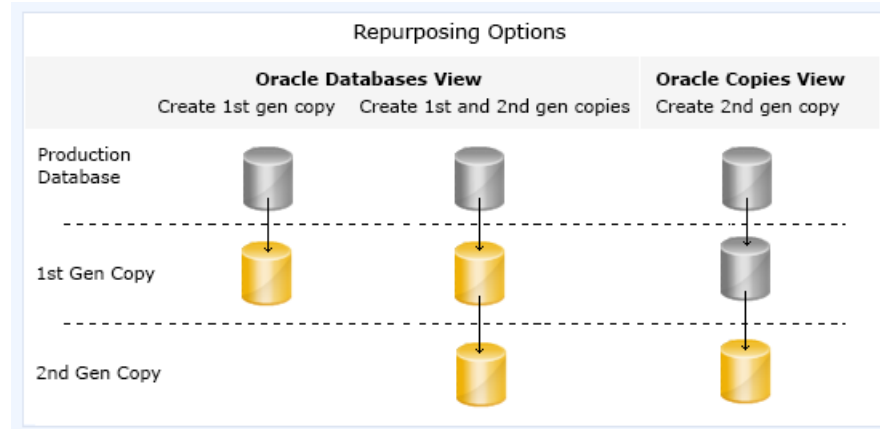 Repurposing Options
Oracle Databases View
Oracle Copies View
Create 1st gen copy
Create 1st and 2nd gen copies
Create 2nd gen copy
Production
Database
1st Gen Copy
2nd Gen Copy